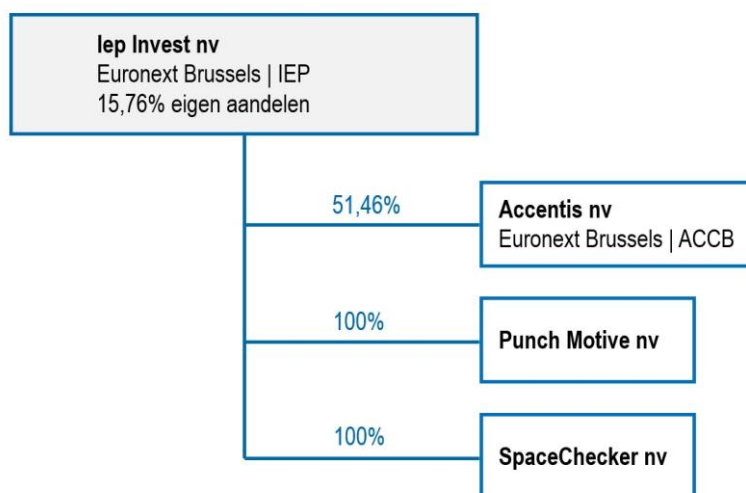 Iep Invest nv
Euronext Brussels | IEP
15,76% eigen aandelen
51,46%
Accentis nv
Euronext Brussels | ACCB
100%
Punch Motive nv
100%
SpaceChecker nv